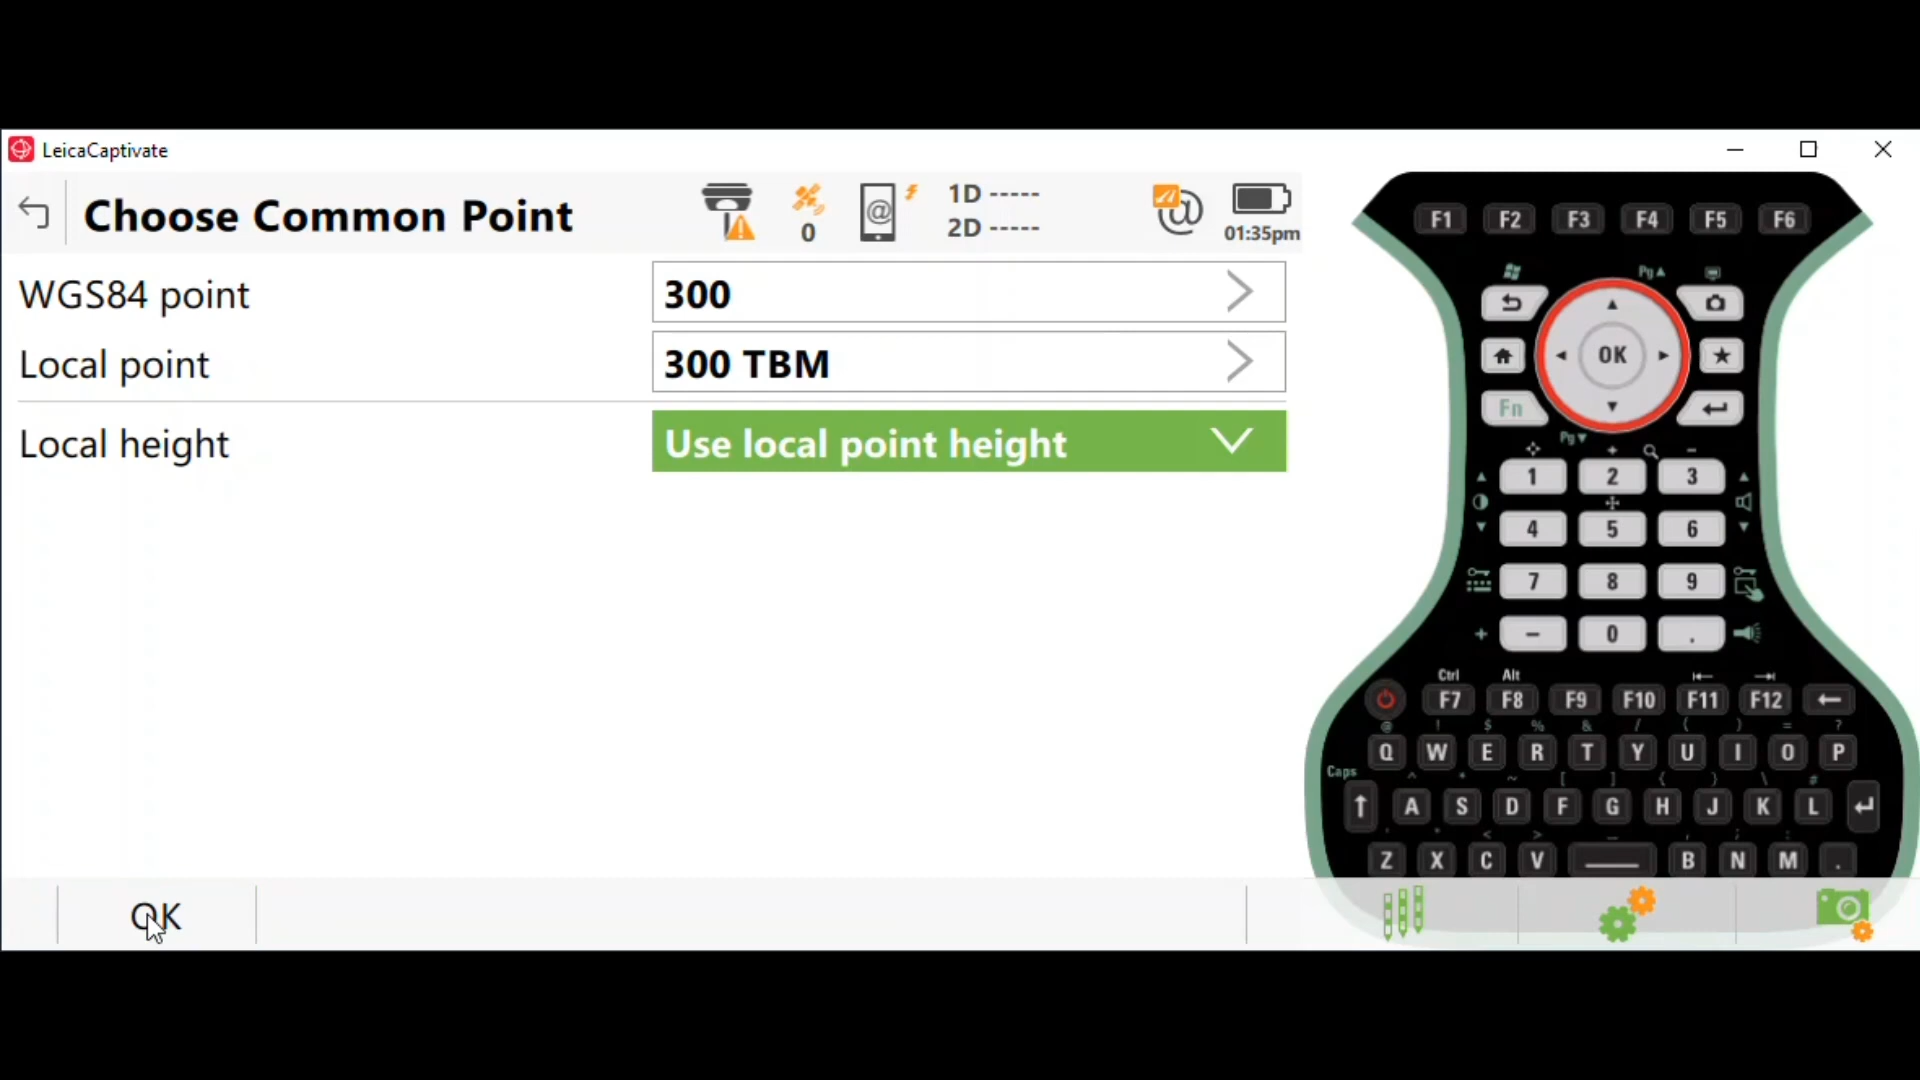 LeicaCaptivate
Choose Common Point
0
@
1D -----
2D -----
@
01:35pm
WGS84 point
300
Local point
300 TBM
Local height
Use local point height
OK
F1 F2 F3 F4 F5 F6
Pg▲
OK
Fn
Pg▼
+ −
1 2 3
4 5 6
7 8 9
+ − 0 .
Ctrl Alt
F7 F8 F9 F10 F11 F12
@ ! $ % & / ( ) = ?
Q W E R T Y U I O P
Caps ^ * ~ [ ] { } \ #
A S D F G H J K L
' " < > _ , ; :
Z X C V B N M .